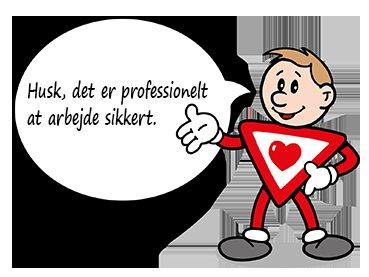 Husk, det er professionelt
at arbejde sikkert.